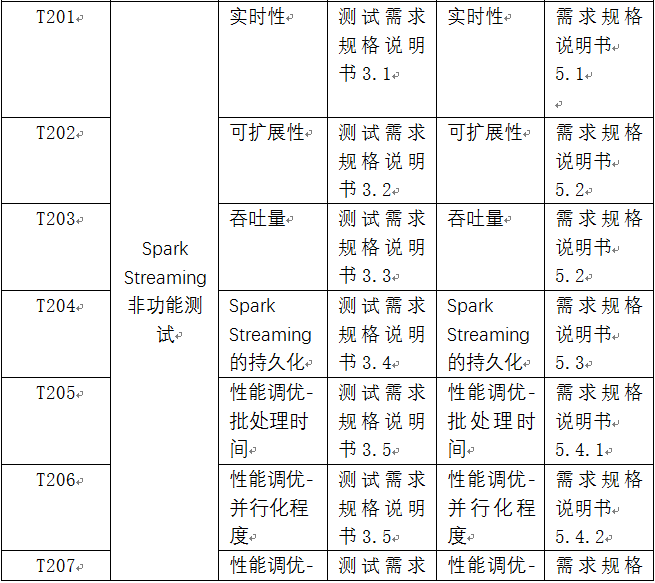 T201
实时性
测试需求
规格说明
书3.1
实时性
需求规格
说明书
5.1
T202
可扩展性
测试需求
规格说明
书3.2
可扩展性
需求规格
说明书
5.2
Spark
Streaming
非功能测
试
T203
吞吐量
测试需求
规格说明
书3.3
吞吐量
需求规格
说明书
5.2
T204
Spark
Streaming
的持久化
测试需求
规格说明
书3.4
Spark
Streaming
的持久化
需求规格
说明书
5.3
T205
性能调优-
批处理时
间
测试需求
规格说明
书3.5
性能调优-
批处理时
间
需求规格
说明书
5.4.1
T206
性能调优-
并行化程
度
测试需求
规格说明
书3.5
性能调优-
并行化程
度
需求规格
说明书
5.4.2
T207
性能调优-
测试需求
性能调优-
需求规格